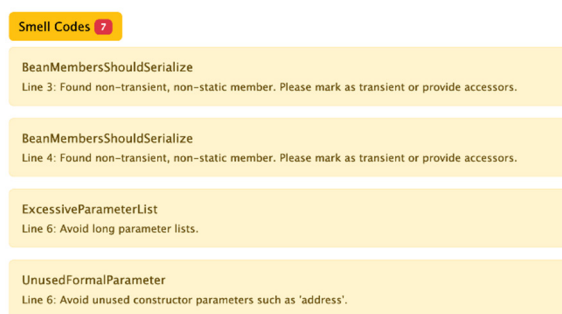 Smell Codes 7
BeanMembersShouldSerialize
Line 3: Found non-transient, non-static member. Please mark as transient or provide accessors.
BeanMembersShouldSerialize
Line 4: Found non-transient, non-static member. Please mark as transient or provide accessors.
ExcessiveParameterList
Line 6: Avoid long parameter lists.
UnusedFormalParameter
Line 6: Avoid unused constructor parameters such as 'address'.